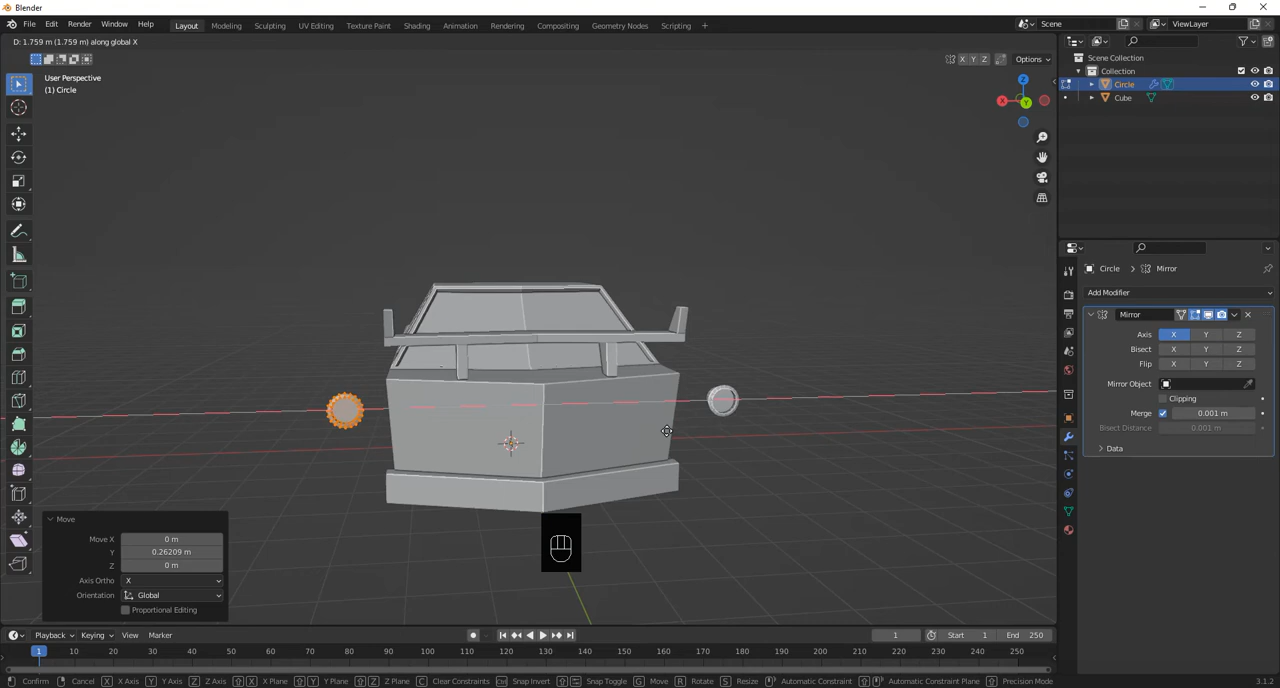 Blender
File Edit Render Window Help
Layout Modeling Sculpting UV Editing Texture Paint Shading Animation Rendering Compositing Geometry Nodes Scripting +
Scene
ViewLayer
D: 1.759 m (1.759 m) along global X
X Y Z
Options
User Perspective
(1) Circle
Z
X
Y
Scene Collection
Collection
Circle
Cube
Circle > Mirror
Add Modifier
Mirror
Axis X Y Z
Bisect X Y Z
Flip X Y Z
Mirror Object
Clipping
Merge 0.001 m
Bisect Distance 0.001 m
Data
Move
Move X 0 m
Y 0.26209 m
Z 0 m
Axis Ortho X
Orientation Global
Proportional Editing
Playback Keying View Marker
1 Start 1 End 250
1 10 20 30 40 50 60 70 80 90 100 110 120 130 140 150 160 170 180 190 200 210 220 230 240 250
Confirm Cancel X X Axis Y Y Axis Z Z Axis X X Plane Y Y Plane Z Z Plane C Clear Constraints Snap Invert Snap Toggle G Move R Rotate S Resize Automatic Constraint Automatic Constraint Plane Precision Mode 3.1.2